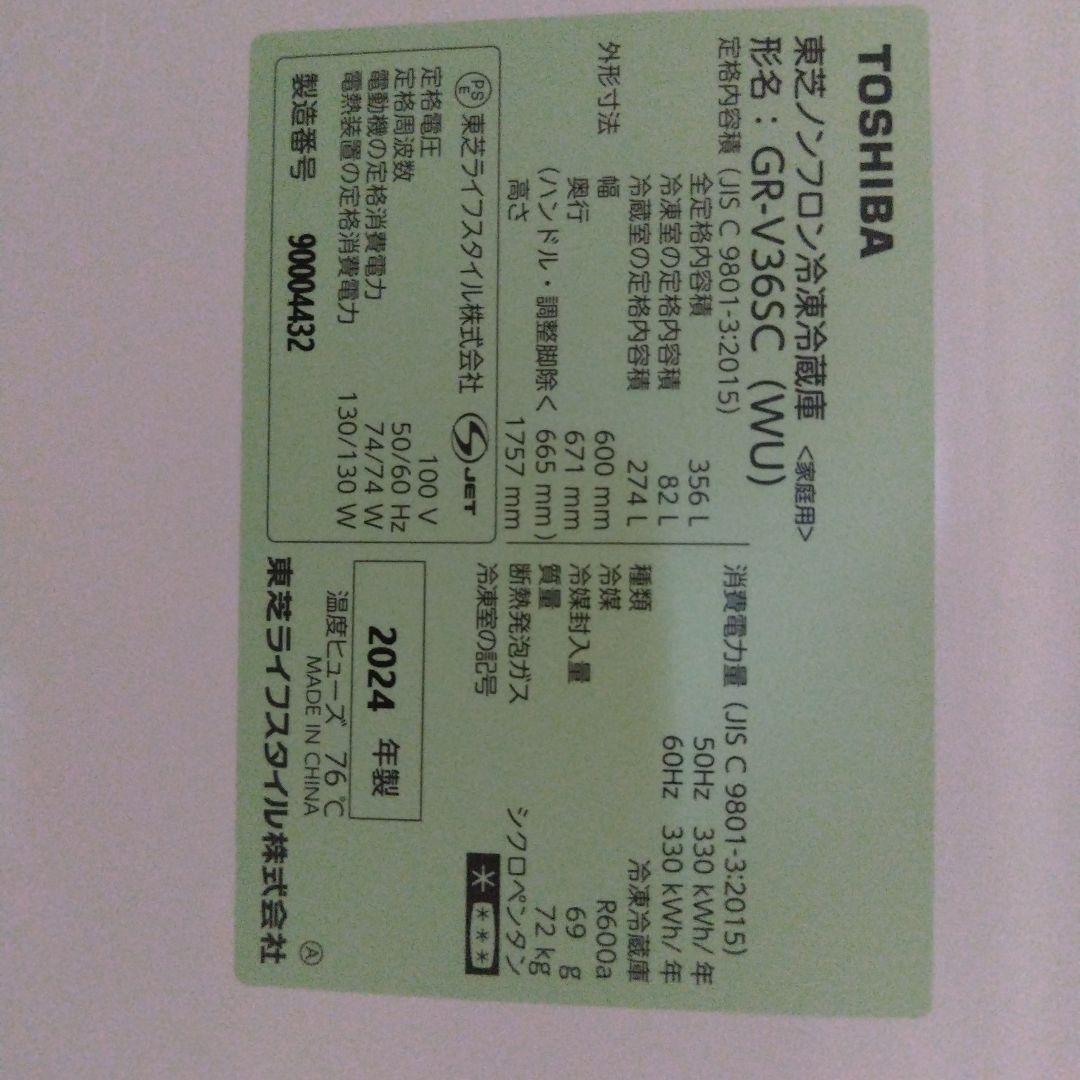 TOSHIBA
東芝ノンフロン冷凍冷蔵庫 <家庭用>
形名：GR-V36SC (WU)
定格内容積 (JIS C 9801-3:2015)
全定格内容積 356 L
冷凍室の定格内容積 82 L
冷蔵室の定格内容積 274 L
外形寸法 幅 600 mm
奥行 671 mm
(ハンドル・調整脚除く 665 mm)
高さ 1757 mm
消費電力量 (JIS C 9801-3:2015)
50Hz 330 kWh/年
60Hz 330 kWh/年
種類 冷凍冷蔵庫
冷媒 R600a
冷媒封入量 69 g
質量 72 kg
断熱発泡ガス シクロペンタン
冷凍室の記号 * ***
PS E 東芝ライフスタイル株式会社 S JET
定格電圧 100 V
定格周波数 50/60 Hz
電動機の定格消費電力 74/74 W
電熱装置の定格消費電力 130/130 W
製造番号 90004432
2024 年製
温度ヒューズ 76 ℃
MADE IN CHINA
東芝ライフスタイル株式会社 A